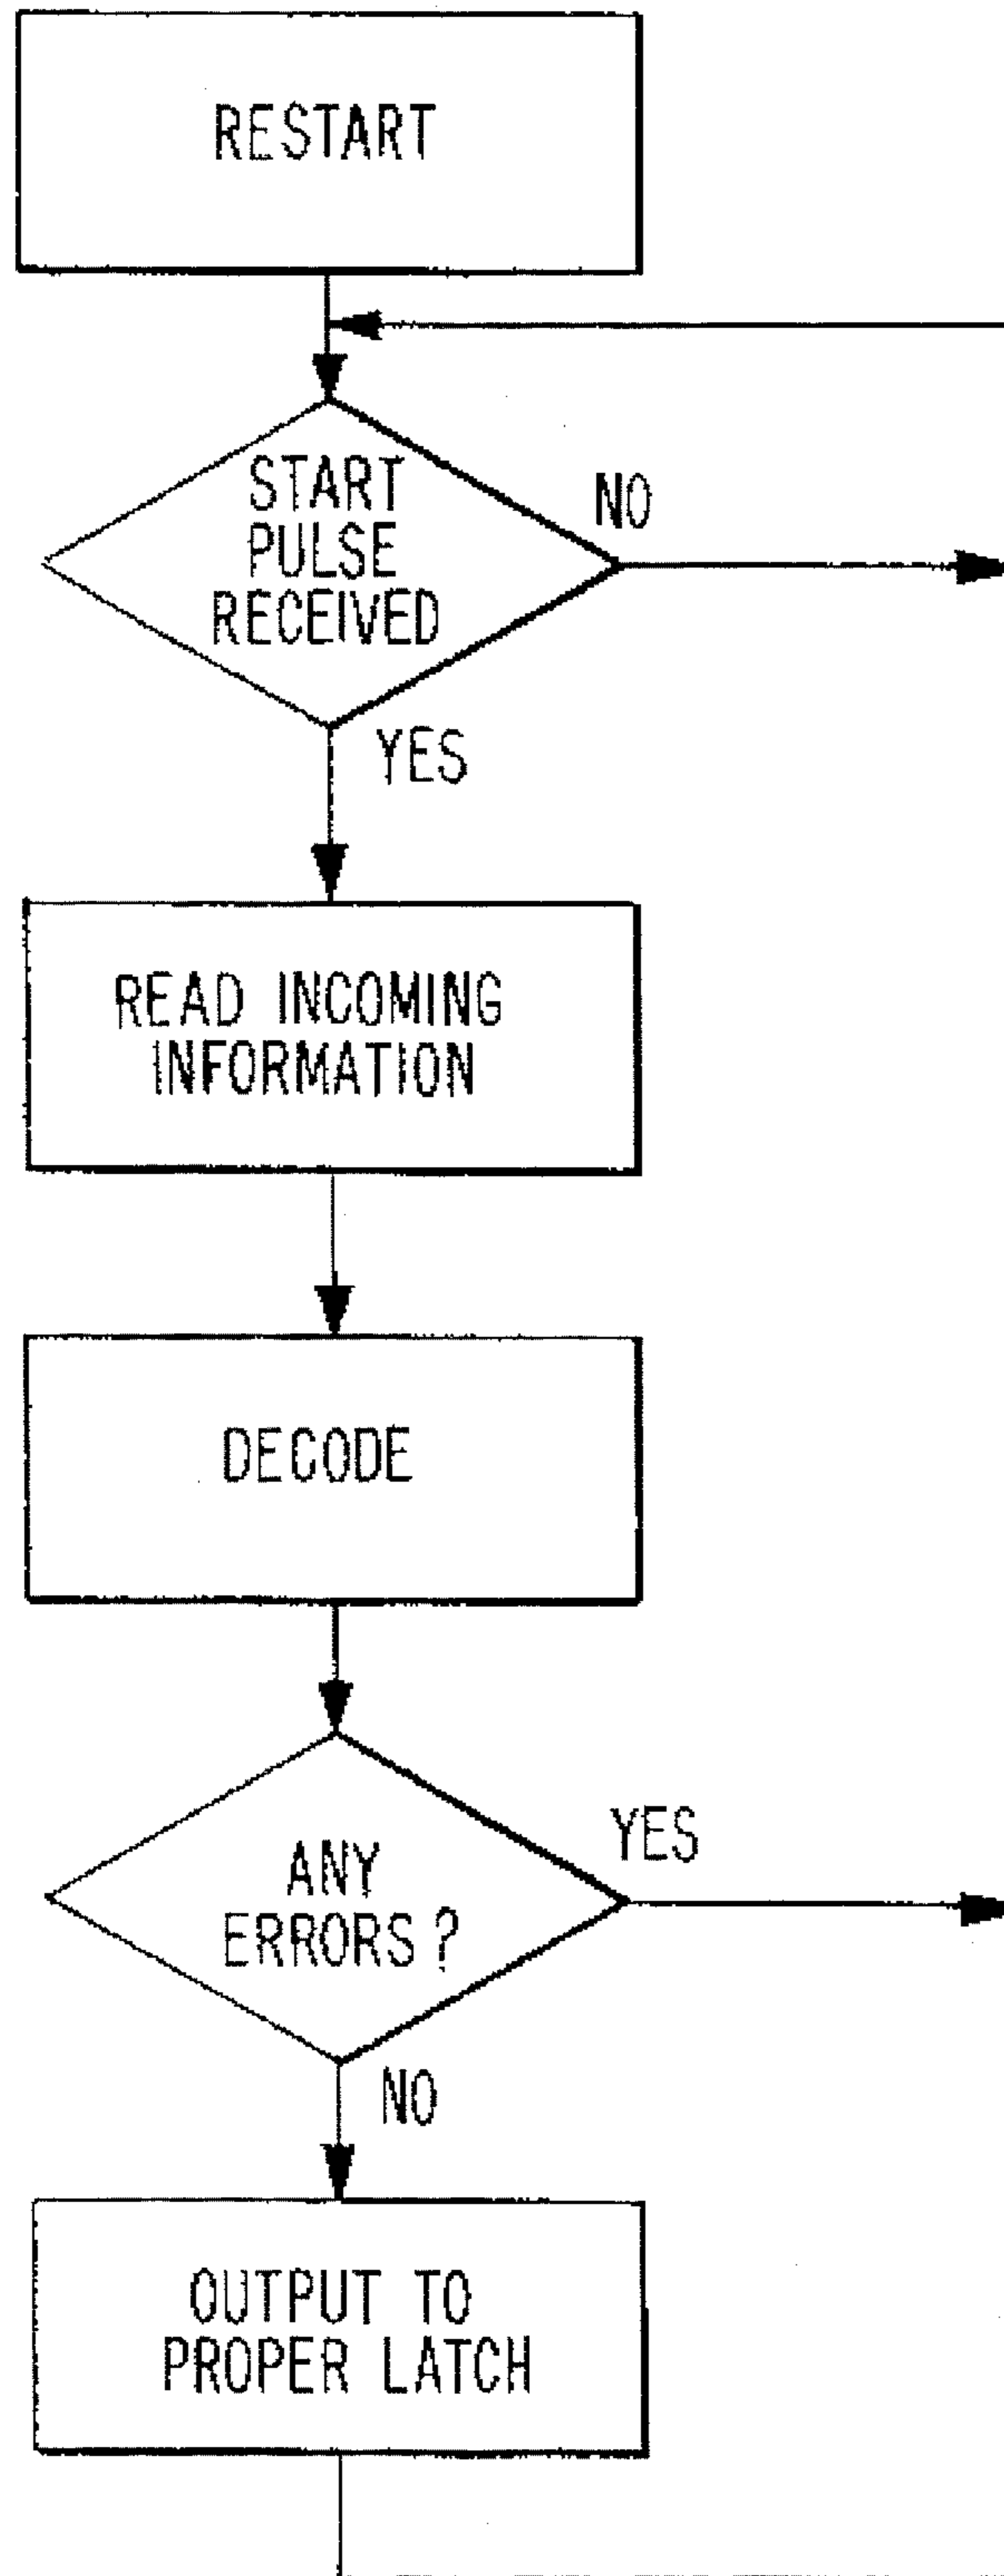 RESTART
START
PULSE
RECEIVED
NO
YES
READ INCOMING
INFORMATION
DECODE
ANY
ERRORS?
YES
NO
OUTPUT TO
PROPER LATCH